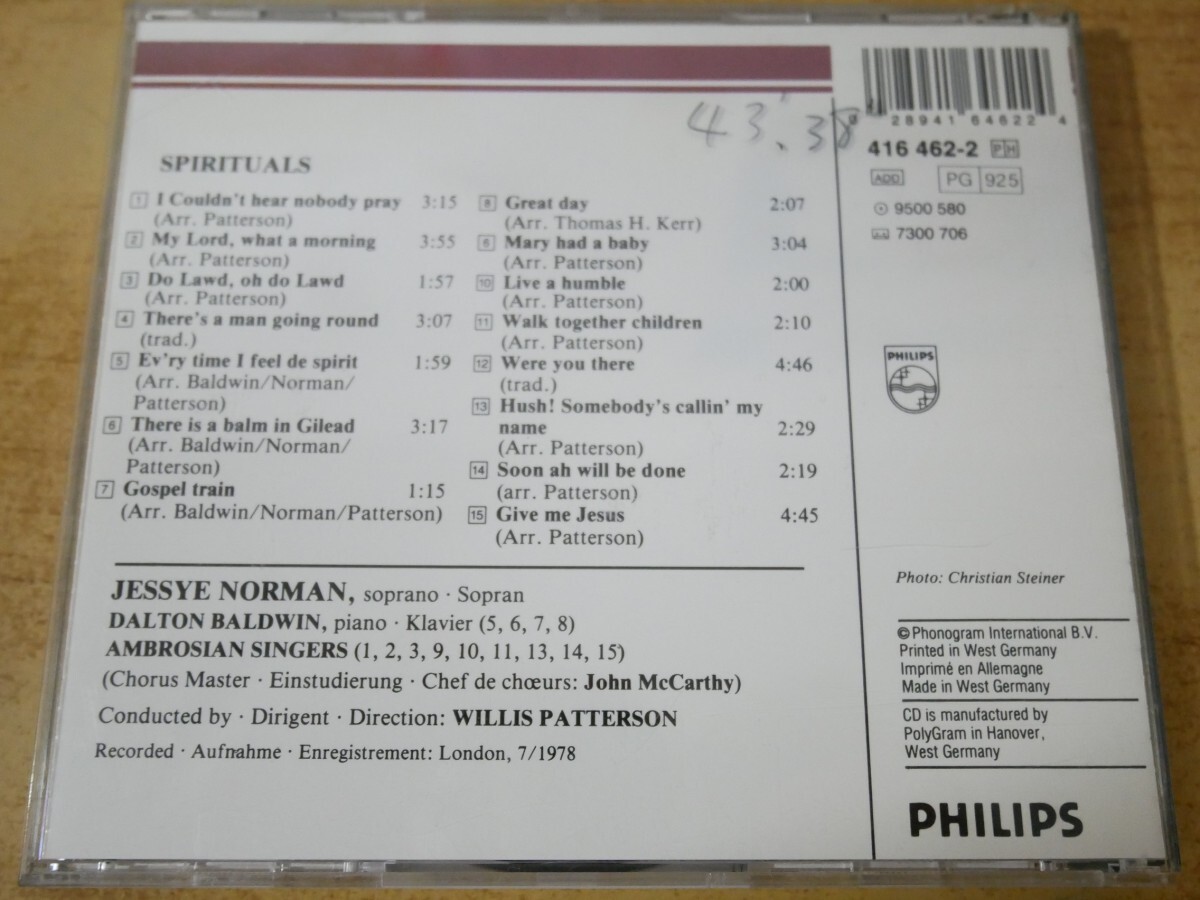 43'.38"
SPIRITUALS
1 I Couldn't hear nobody pray 3:15
(Arr. Patterson)
2 My Lord, what a morning 3:55
(Arr. Patterson)
3 Do Lawd, oh do Lawd 1:57
(Arr. Patterson)
4 There's a man going round 3:07
(trad.)
5 Ev'ry time I feel de spirit 1:59
(Arr. Baldwin/Norman/
Patterson)
6 There is a balm in Gilead 3:17
(Arr. Baldwin/Norman/
Patterson)
7 Gospel train 1:15
(Arr. Baldwin/Norman/Patterson)
8 Great day 2:07
(Arr. Thomas H. Kerr)
6 Mary had a baby 3:04
(Arr. Patterson)
10 Live a humble 2:00
(Arr. Patterson)
11 Walk together children 2:10
(Arr. Patterson)
12 Were you there 4:46
(trad.)
13 Hush! Somebody's callin' my
name 2:29
(Arr. Patterson)
14 Soon ah will be done 2:19
(arr. Patterson)
15 Give me Jesus 4:45
(Arr. Patterson)
JESSYE NORMAN, soprano · Sopran
DALTON BALDWIN, piano · Klavier (5, 6, 7, 8)
AMBROSIAN SINGERS (1, 2, 3, 9, 10, 11, 13, 14, 15)
(Chorus Master · Einstudierung · Chef de chœurs: John McCarthy)
Conducted by · Dirigent · Direction: WILLIS PATTERSON
Recorded · Aufnahme · Enregistrement: London, 7/1978
0 28941 64622 4
416 462-2 PH
ADD PG 925
9500 580
7300 706
PHILIPS
Photo: Christian Steiner
©Phonogram International B.V.
Printed in West Germany
Imprimé en Allemagne
Made in West Germany
CD is manufactured by
PolyGram in Hanover,
West Germany
PHILIPS